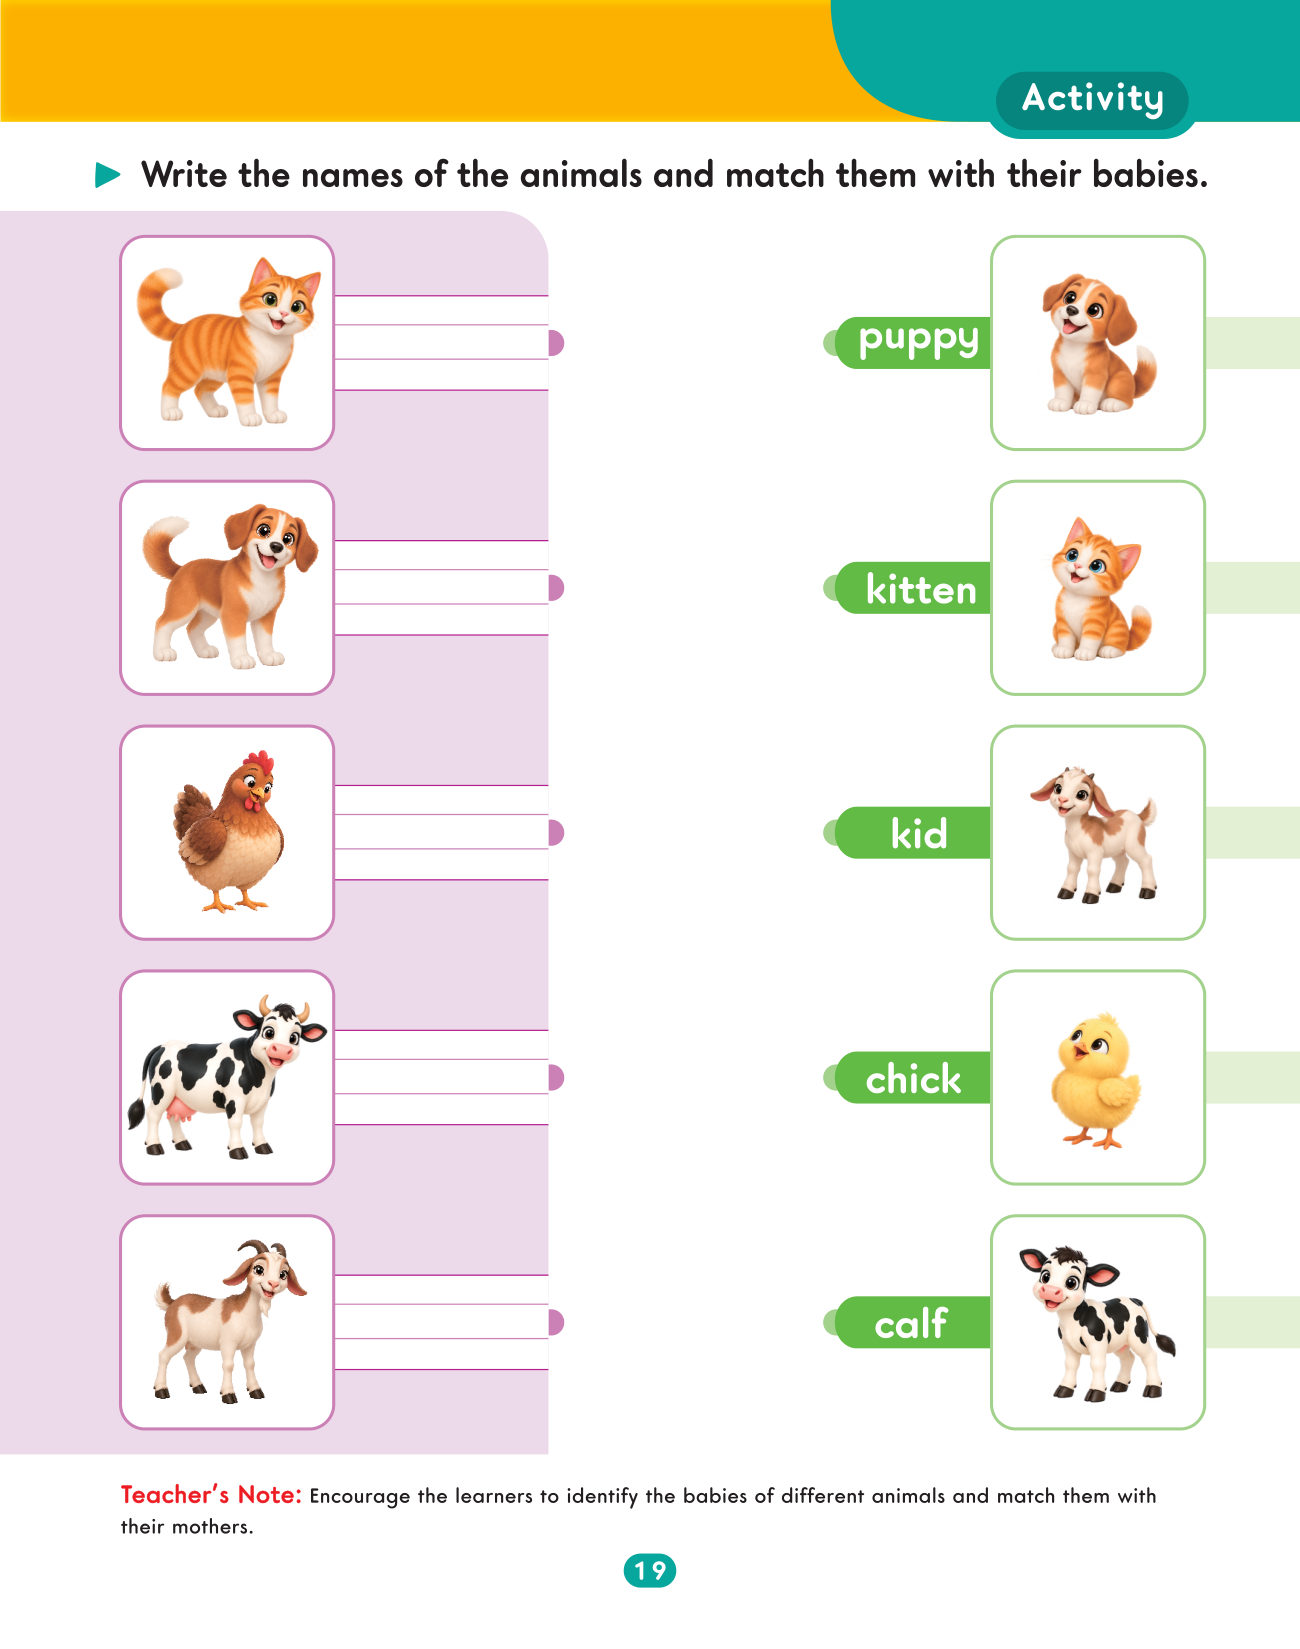 Activity
Write the names of the animals and match them with their babies.
puppy
kitten
kid
chick
calf
Teacher's Note: Encourage the learners to identify the babies of different animals and match them with
their mothers.
19